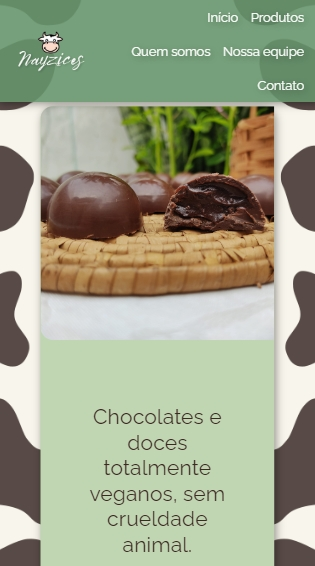 Início Produtos
Nayzices
Quem somos Nossa equipe
Contato
Chocolates e
doces
totalmente
veganos, sem
crueldade
animal.